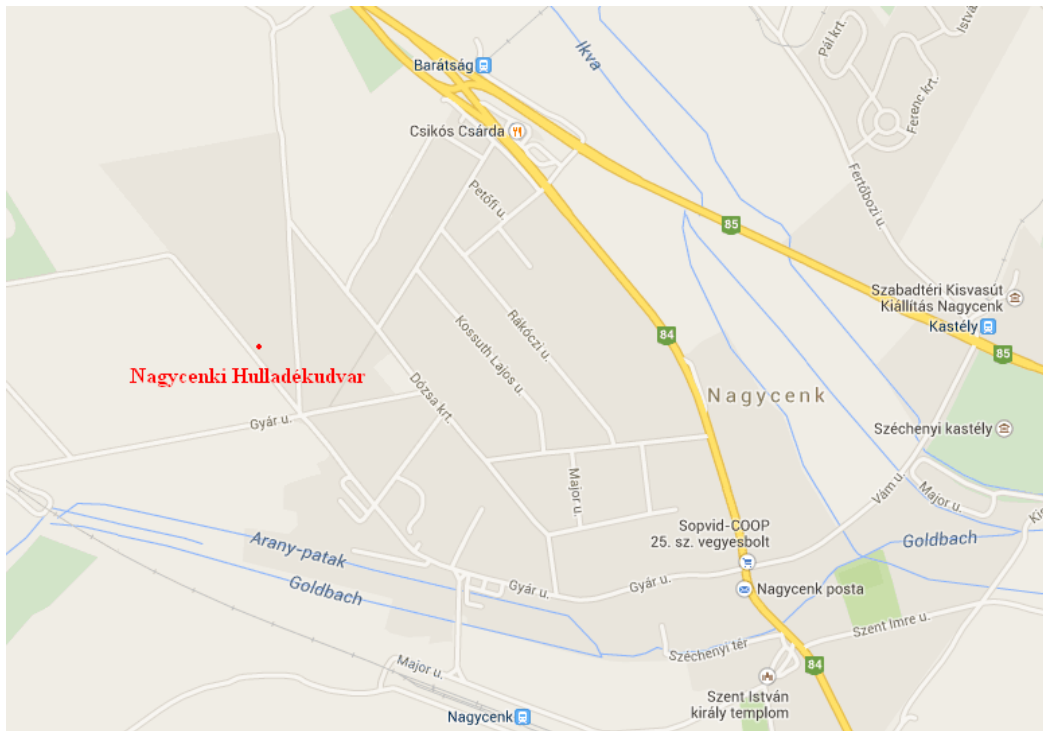 Ikva
Pál krt.
István
Barátság
Ferenc krt.
Csikós Csárda
Petőfi u.
Fertőbozi u.
85
Szabadtéri Kisvasút
Kiállítás Nagycenk
Kastély
Rákóczi u.
Kossuth Lajos u.
84
85
Nagycenki Hulladékudvar
Dózsa krt.
Nagycenk
Gyár u.
Széchenyi kastély
Major u.
Vám u.
Major u.
Kis
Sopvid-COOP
25. sz. vegyesbolt
Arany-patak
Goldbach
Goldbach
Gyár u.
Gyár u.
Nagycenk posta
Szent Imre u.
Széchenyi tér
Major u.
84
Szent István
király templom
Nagycenk